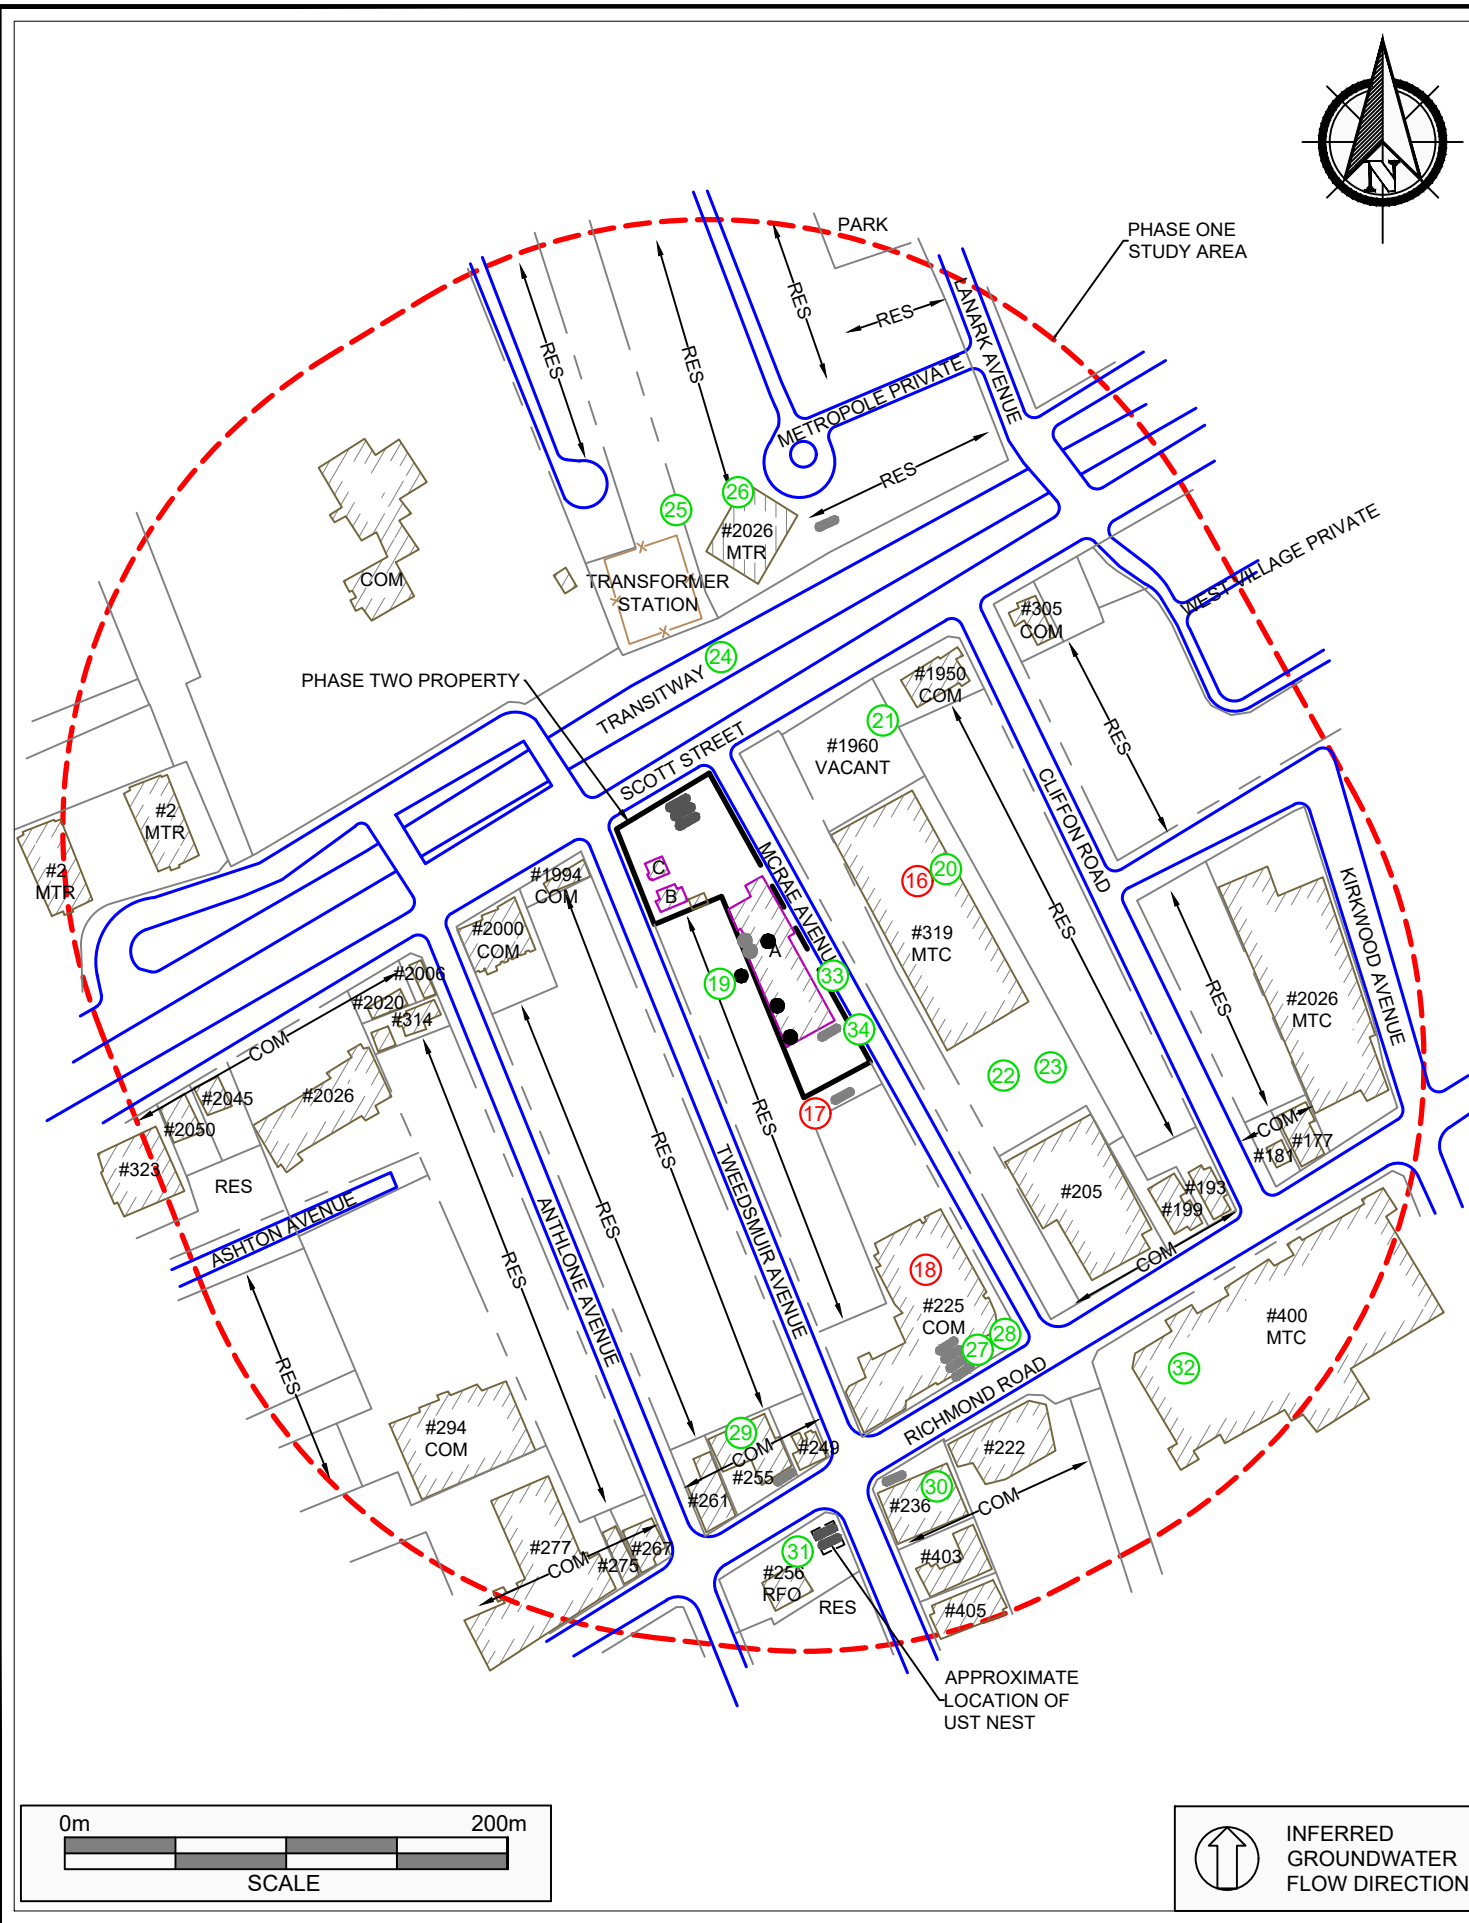 N
PARK
PHASE ONE
STUDY AREA
RES
RES
RES
RES
LANARK AVENUE
METROPOLE PRIVATE
RES
25
26
#2026
MTR
COM
TRANSFORMER
STATION
WEST VILLAGE PRIVATE
#305
COM
24
PHASE TWO PROPERTY
TRANSITWAY
#1950
COM
21
#1960
VACANT
SCOTT STREET
RES
CLIFFON ROAD
#2
MTR
#2
MTR
C
B
MCRAE AVENUE
16
20
#319
MTC
RES
KIRKWOOD AVENUE
#1994
COM
#2000
COM
A
19
33
34
#2006
#2020
#314
COM
RES
#2026
MTC
#2045
#2050
#2026
22
23
17
RES
#323
RES
RES
TWEEDSMUIR AVENUE
COM
#177
#181
#205
#193
#199
COM
ASHTON AVENUE
ANTHLONE AVENUE
RES
RES
18
#225
COM
27
28
#400
MTC
32
RES
RICHMOND ROAD
#294
COM
29
COM
#249
#255
#261
#222
30
#236
COM
#277
COM
#275
#267
31
#256
RFO
RES
#403
#405
APPROXIMATE
LOCATION OF
UST NEST
0m 200m
SCALE
INFERRED
GROUNDWATER
FLOW DIRECTION